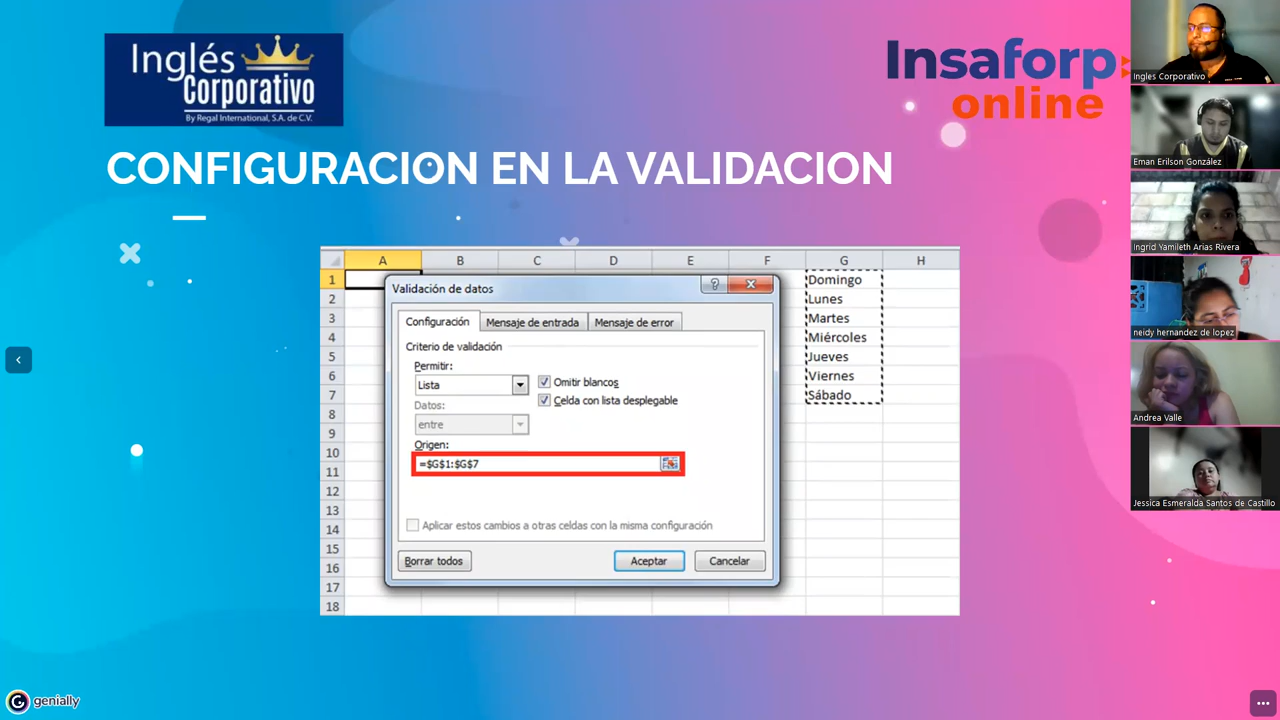 Inglés
Corporativo
By Regal International, S.A. de C.V.
Insaforp
online
CONFIGURACION EN LA VALIDACION
A B C D E F G H
1 Domingo
2 Lunes
3 Martes
4 Miércoles
5 Jueves
6 Viernes
7 Sábado
8
9
10
11
12
13
14
15
16
17
18
Validación de datos
?
Configuración Mensaje de entrada Mensaje de error
Criterio de validación
Permitir:
Lista
Omitir blancos
Celda con lista desplegable
Datos:
entre
Origen:
=$G$1:$G$7
Aplicar estos cambios a otras celdas con la misma configuración
Borrar todos Aceptar Cancelar
Ingles Corporativo
Eman Erilson González
Ingrid Yamileth Arias Rivera
neidy hernandez de lopez
Andrea Valle
Jessica Esmeralda Santos de Castillo
genially